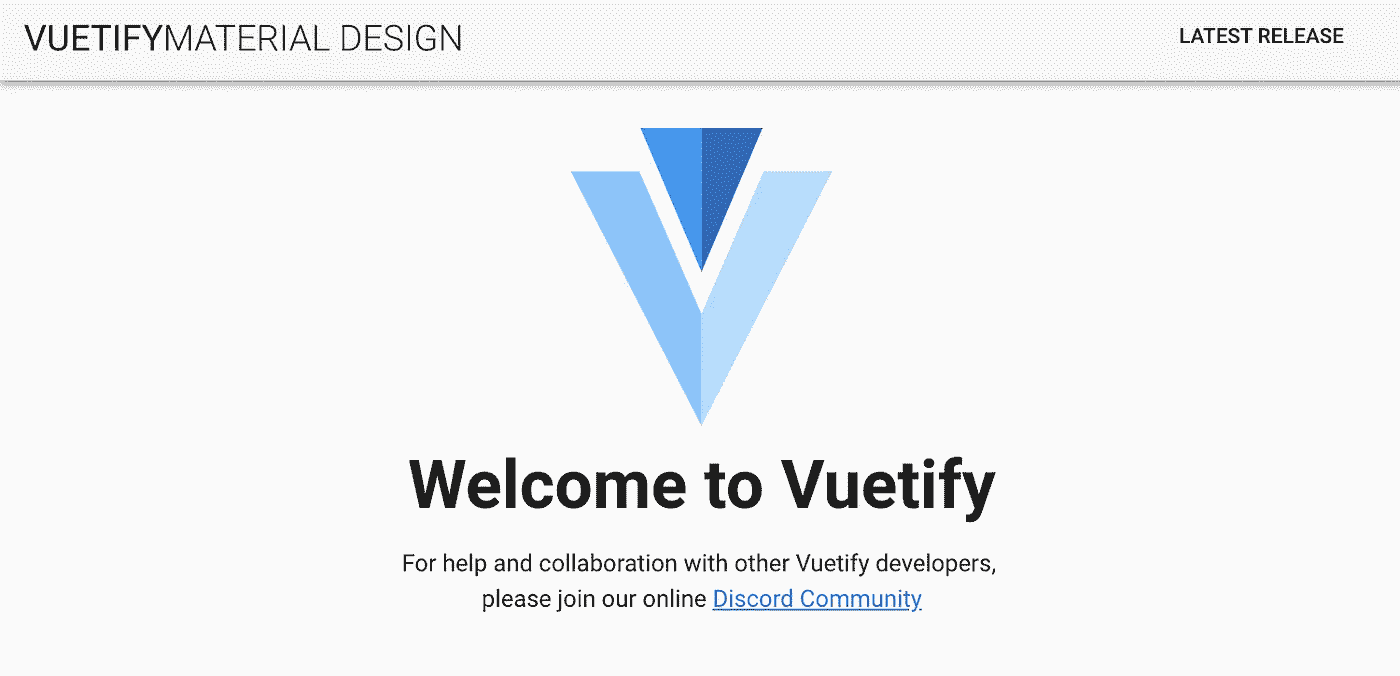 VUETIFYMATERIAL DESIGN
LATEST RELEASE
Welcome to Vuetify
For help and collaboration with other Vuetify developers,
please join our online Discord Community